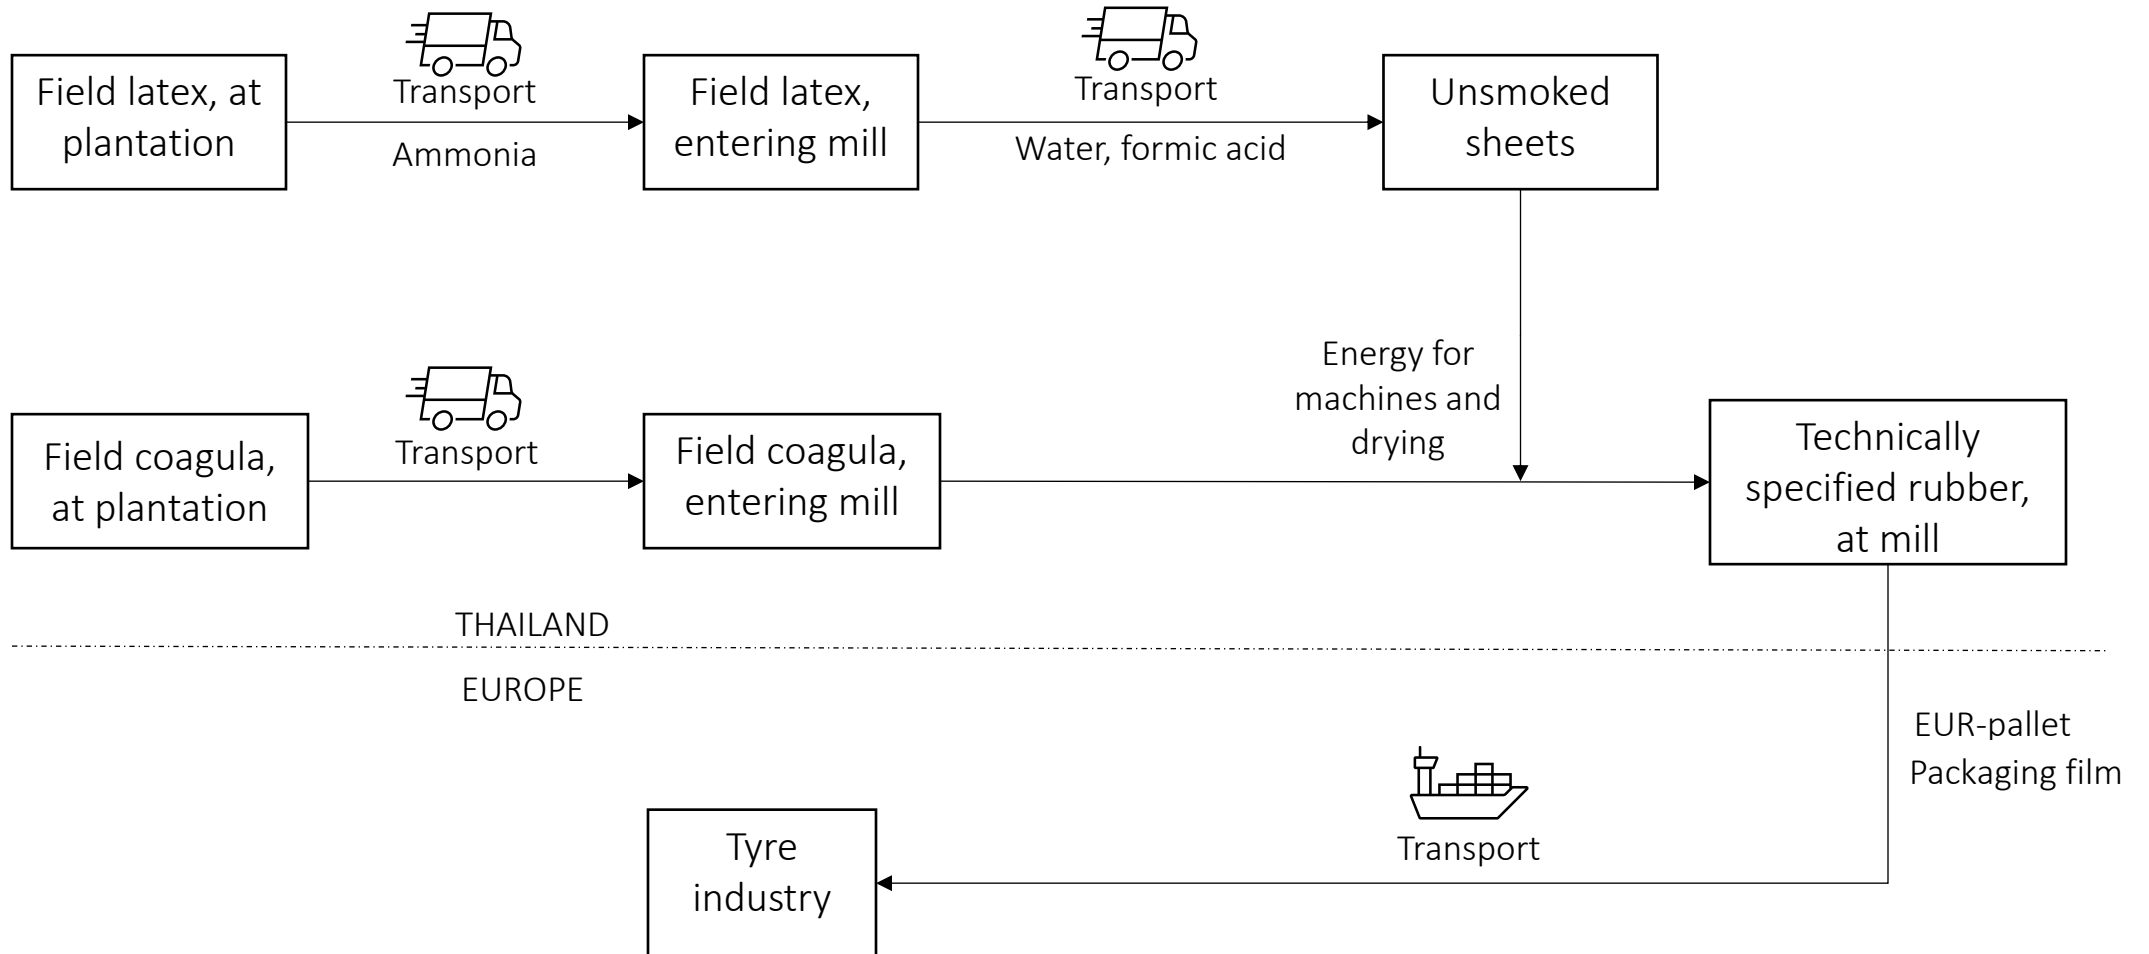 Field latex, at
plantation
Transport
Ammonia
Field latex,
entering mill
Transport
Water, formic acid
Unsmoked
sheets
Field coagula,
at plantation
Transport
Field coagula,
entering mill
Energy for
machines and
drying
Technically
specified rubber,
at mill
THAILAND
EUROPE
EUR-pallet
Packaging film
Transport
Tyre
industry